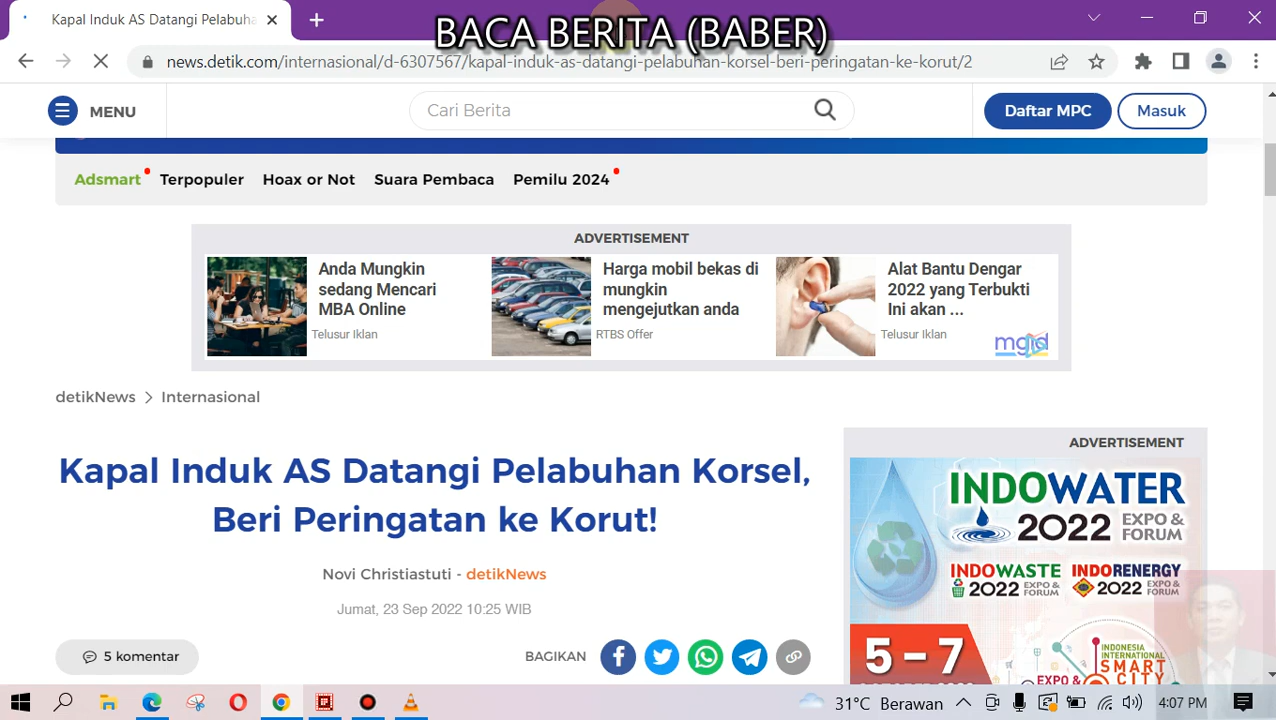 BACA BERITA (BABER)
Kapal Induk AS Datangi Pelabuha
news.detik.com/internasional/d-6307567/kapal-induk-as-datangi-pelabuhan-korsel-beri-peringatan-ke-korut/2
MENU
Cari Berita
Daftar MPC
Masuk
Adsmart
Terpopuler
Hoax or Not
Suara Pembaca
Pemilu 2024
ADVERTISEMENT
Anda Mungkin
sedang Mencari
MBA Online
Telusur Iklan
Harga mobil bekas di
mungkin
mengejutkan anda
RTBS Offer
Alat Bantu Dengar
2022 yang Terbukti
Ini akan ...
Telusur Iklan
mgid
detikNews > Internasional
Kapal Induk AS Datangi Pelabuhan Korsel,
Beri Peringatan ke Korut!
Novi Christiastuti - detikNews
Jumat, 23 Sep 2022 10:25 WIB
5 komentar
BAGIKAN
ADVERTISEMENT
INDOWATER
2022 EXPO &
FORUM
INDOWASTE
2022 EXPO &
FORUM
INDORENERGY
2022 EXPO &
FORUM
5 - 7
INDONESIA
INTERNATIONAL
SMART
CITY
EXPO &
31°C Berawan
4:07 PM